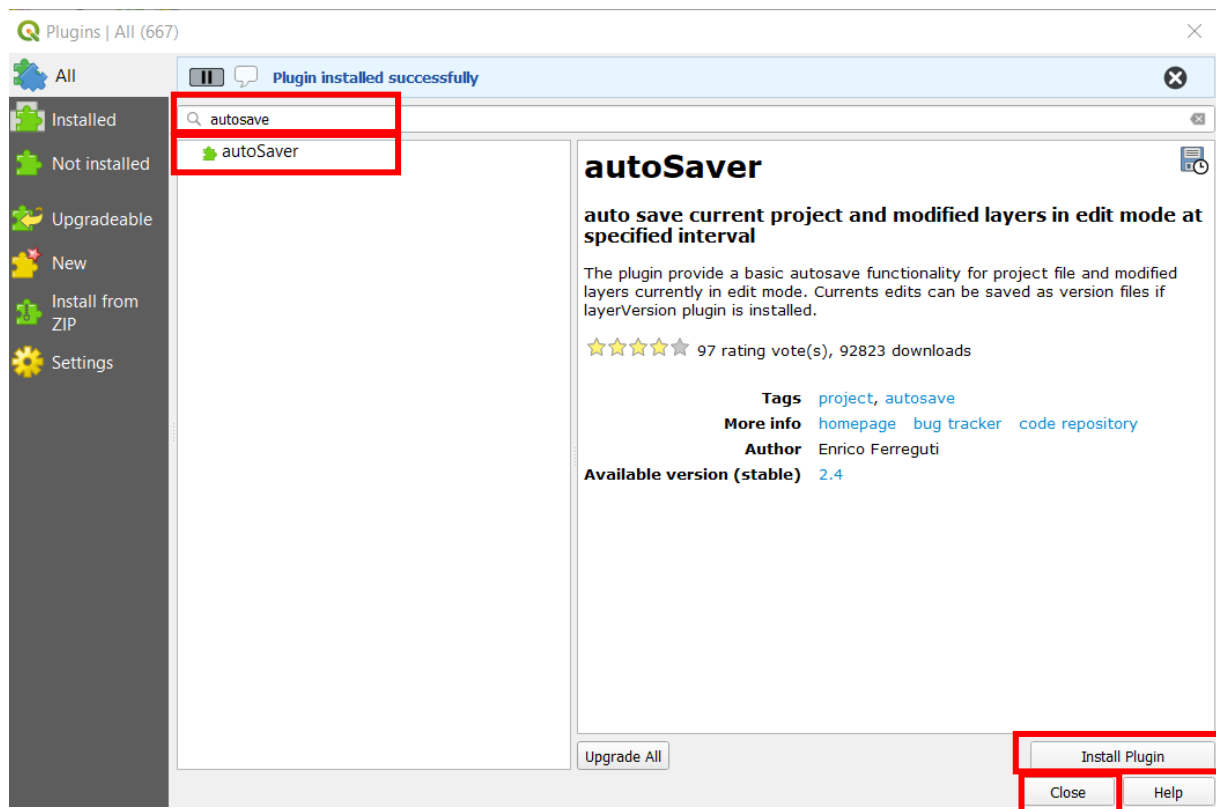 Plugins | All (667)
All
Plugin installed successfully
Installed
autosave
Not installed
autoSaver
Upgradeable
New
Install from
ZIP
Settings
autoSaver
auto save current project and modified layers in edit mode at
specified interval
The plugin provide a basic autosave functionality for project file and modified
layers currently in edit mode. Currents edits can be saved as version files if
layerVersion plugin is installed.
97 rating vote(s), 92823 downloads
Tags project, autosave
More info homepage bug tracker code repository
Author Enrico Ferreguti
Available version (stable) 2.4
Upgrade All
Install Plugin
Close
Help